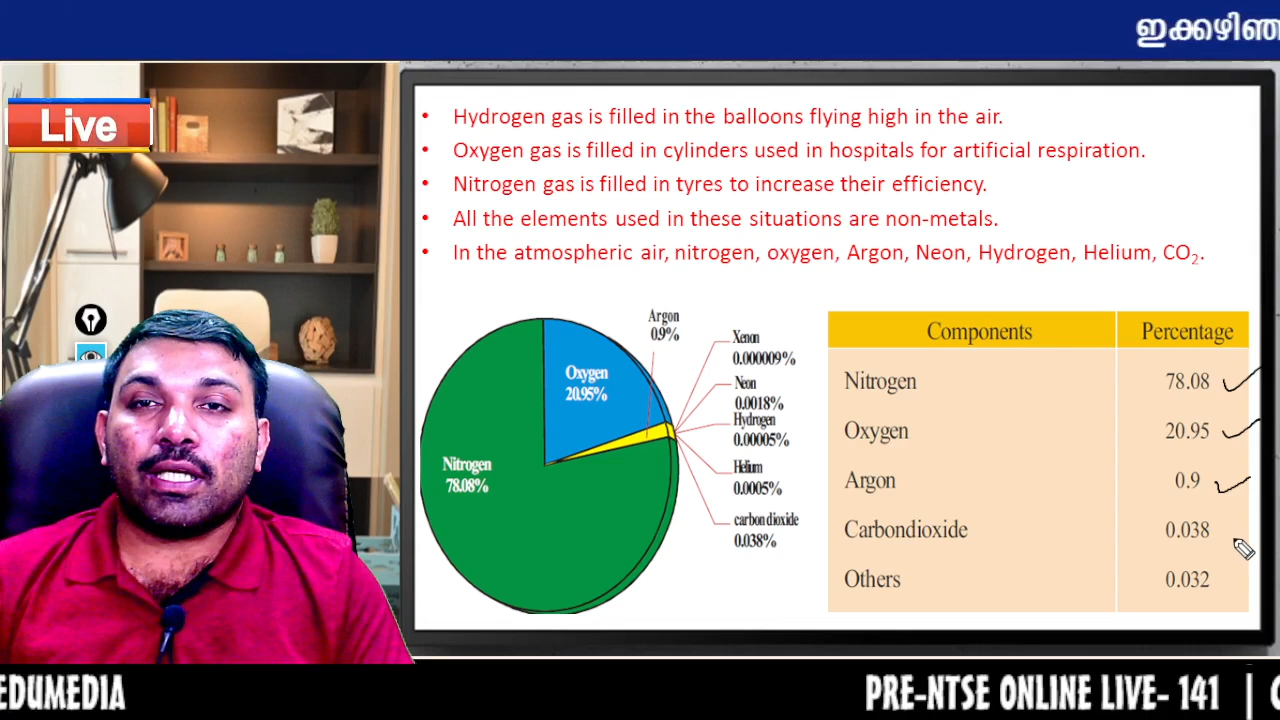 ഇക്കഴിഞ്ഞ
Live
• Hydrogen gas is filled in the balloons flying high in the air.
• Oxygen gas is filled in cylinders used in hospitals for artificial respiration.
• Nitrogen gas is filled in tyres to increase their efficiency.
• All the elements used in these situations are non-metals.
• In the atmospheric air, nitrogen, oxygen, Argon, Neon, Hydrogen, Helium, CO₂.
Argon
0.9%
Oxygen
20.95%
Nitrogen
78.08%
Xenon
0.000009%
Neon
0.0018%
Hydrogen
0.00005%
Helium
0.0005%
carbon dioxide
0.038%
Components Percentage
Nitrogen 78.08
Oxygen 20.95
Argon 0.9
Carbondioxide 0.038
Others 0.032
EDUMEDIA
PRE-NTSE ONLINE LIVE- 141 |